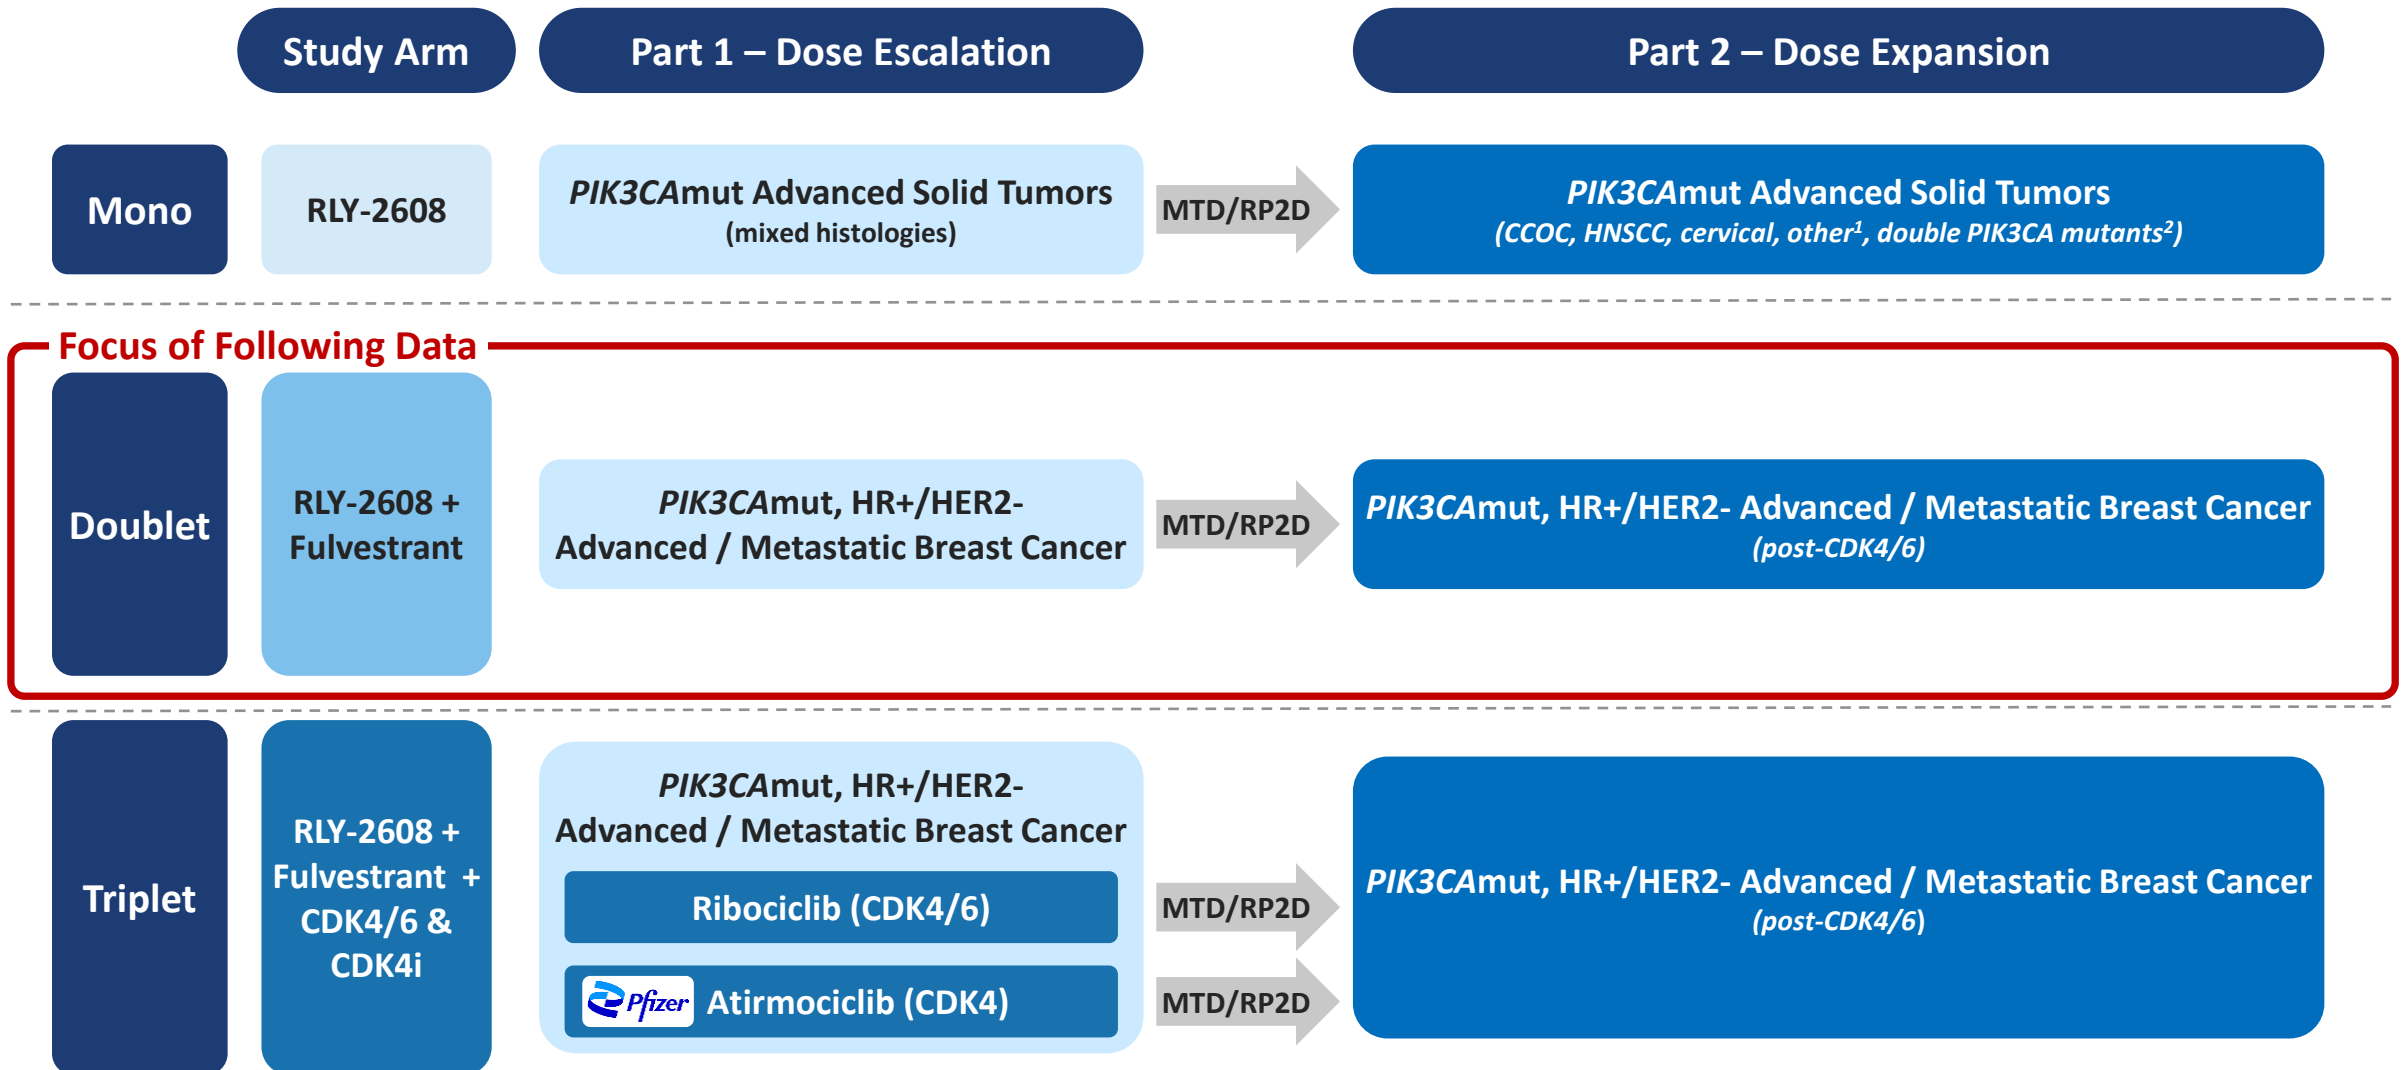 Study Arm
Part 1 – Dose Escalation
Part 2 – Dose Expansion
Mono
RLY-2608
PIK3CAmut Advanced Solid Tumors
(mixed histologies)
MTD/RP2D
PIK3CAmut Advanced Solid Tumors
(CCOC, HNSCC, cervical, other¹, double PIK3CA mutants²)
Focus of Following Data
Doublet
RLY-2608 +
Fulvestrant
PIK3CAmut, HR+/HER2-
Advanced / Metastatic Breast Cancer
MTD/RP2D
PIK3CAmut, HR+/HER2- Advanced / Metastatic Breast Cancer
(post-CDK4/6)
Triplet
RLY-2608 +
Fulvestrant +
CDK4/6 &
CDK4i
PIK3CAmut, HR+/HER2-
Advanced / Metastatic Breast Cancer
Ribociclib (CDK4/6)
MTD/RP2D
Pfizer Atirmociclib (CDK4)
MTD/RP2D
PIK3CAmut, HR+/HER2- Advanced / Metastatic Breast Cancer
(post-CDK4/6)